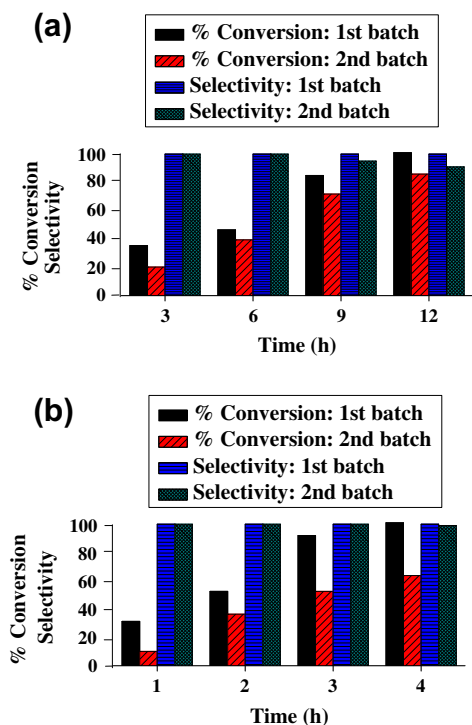 (a)
% Conversion: 1st batch
% Conversion: 2nd batch
Selectivity: 1st batch
Selectivity: 2nd batch
% Conversion
Selectivity
100
80
60
40
20
0
3 6 9 12
Time (h)
(b)
% Conversion: 1st batch
% Conversion: 2nd batch
Selectivity: 1st batch
Selectivity: 2nd batch
% Conversion
Selectivity
100
80
60
40
20
0
1 2 3 4
Time (h)